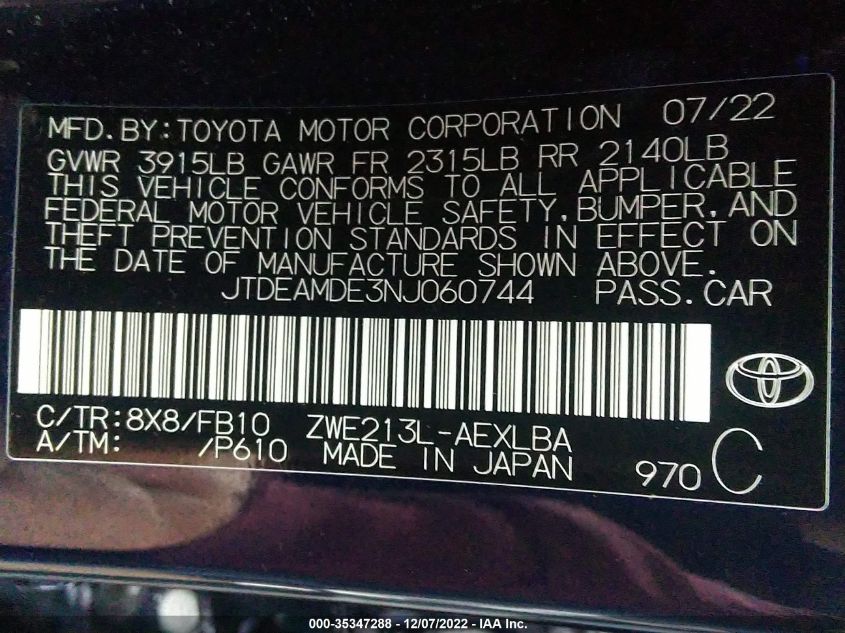 MFD.BY:TOYOTA MOTOR CORPORATION 07/22
GVWR 3915LB GAWR FR 2315LB RR 2140LB
THIS VEHICLE CONFORMS TO ALL APPLICABLE
FEDERAL MOTOR VEHICLE SAFETY,BUMPER,AND
THEFT PREVENTION STANDARDS IN EFFECT ON
THE DATE OF MANUFACTURE SHOWN ABOVE.
JTDEAMDE3NJ060744 PASS.CAR
C/TR:8X8/FB10 ZWE213L-AEXLBA
A/TM: /P610 MADE IN JAPAN 970 C
000-35347288 - 12/07/2022 - IAA Inc.